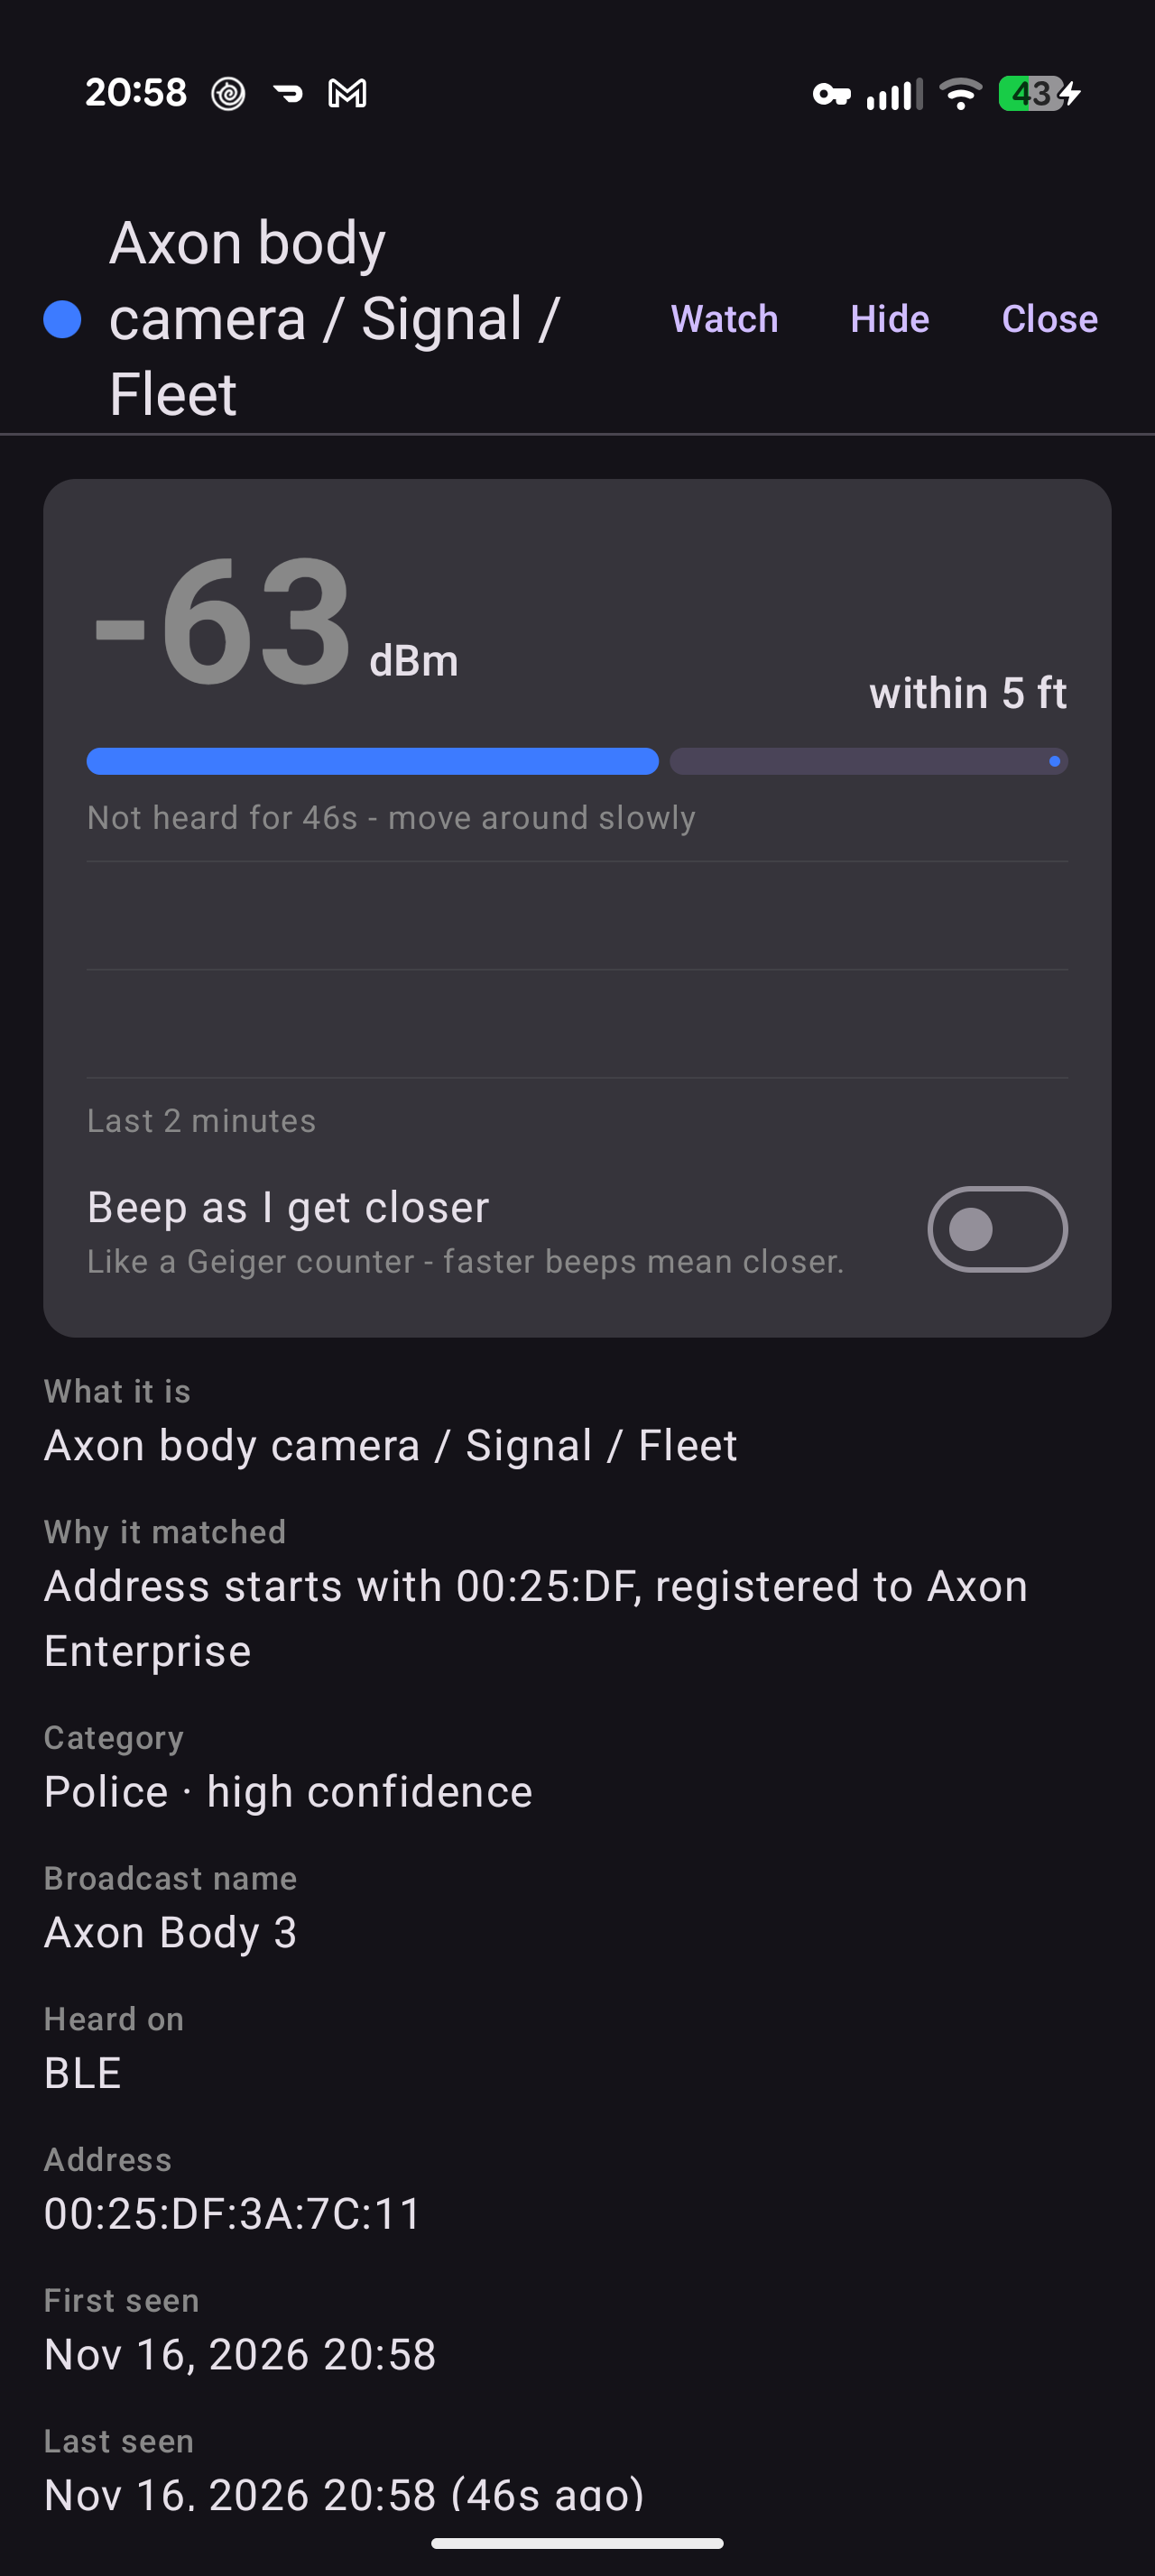 20:58
43
Axon body
camera / Signal /
Fleet
Watch
Hide
Close
-63 dBm
within 5 ft
Not heard for 46s - move around slowly
Last 2 minutes
Beep as I get closer
Like a Geiger counter - faster beeps mean closer.
What it is
Axon body camera / Signal / Fleet
Why it matched
Address starts with 00:25:DF, registered to Axon
Enterprise
Category
Police · high confidence
Broadcast name
Axon Body 3
Heard on
BLE
Address
00:25:DF:3A:7C:11
First seen
Nov 16, 2026 20:58
Last seen
Nov 16, 2026 20:58 (46s ago)